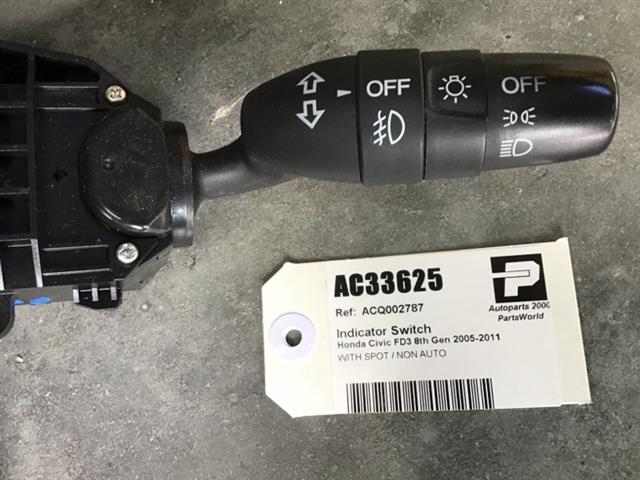 OFF
OFF
AC33625
Ref: ACQ002787
Autoparts 2000
PartsWorld
Indicator Switch
Honda Civic FD3 8th Gen 2005-2011
WITH SPOT / NON AUTO